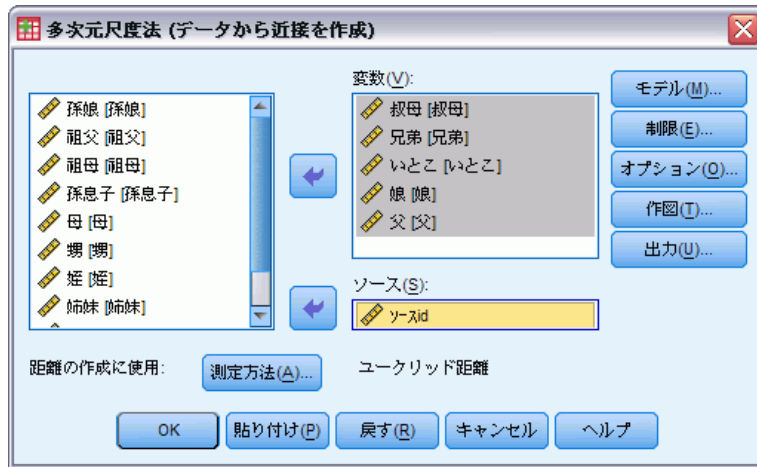 多次元尺度法 (データから近接を作成)
孫娘 [孫娘]
祖父 [祖父]
祖母 [祖母]
孫息子 [孫息子]
母 [母]
甥 [甥]
姪 [姪]
姉妹 [姉妹]
変数(V):
叔母 [叔母]
兄弟 [兄弟]
いとこ [いとこ]
娘 [娘]
父 [父]
ソース(S):
ソースid
モデル(M)...
制限(E)...
オプション(O)...
作図(T)...
出力(U)...
距離の作成に使用:
測定方法(A)...
ユークリッド距離
OK
貼り付け(P)
戻す(R)
キャンセル
ヘルプ